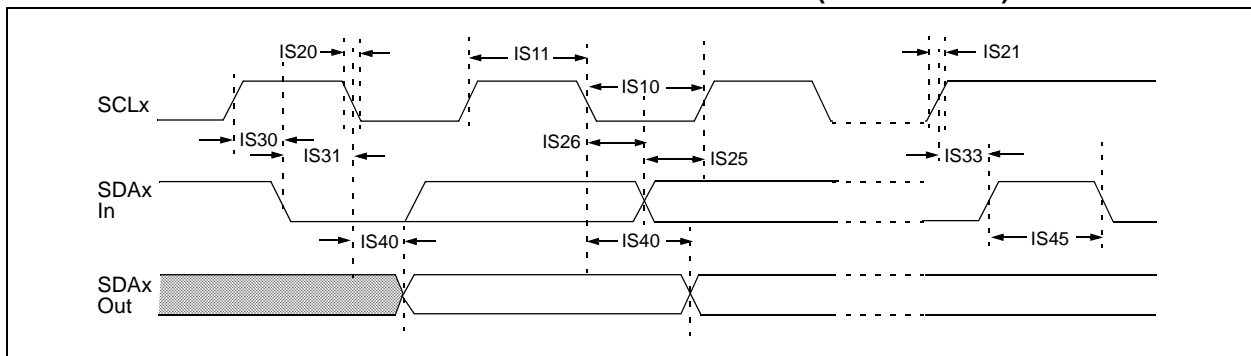 IS20
IS11
IS21
IS10
SCLx
IS30
IS26
IS31
IS25
IS33
SDAx
In
IS40
IS40
IS45
SDAx
Out